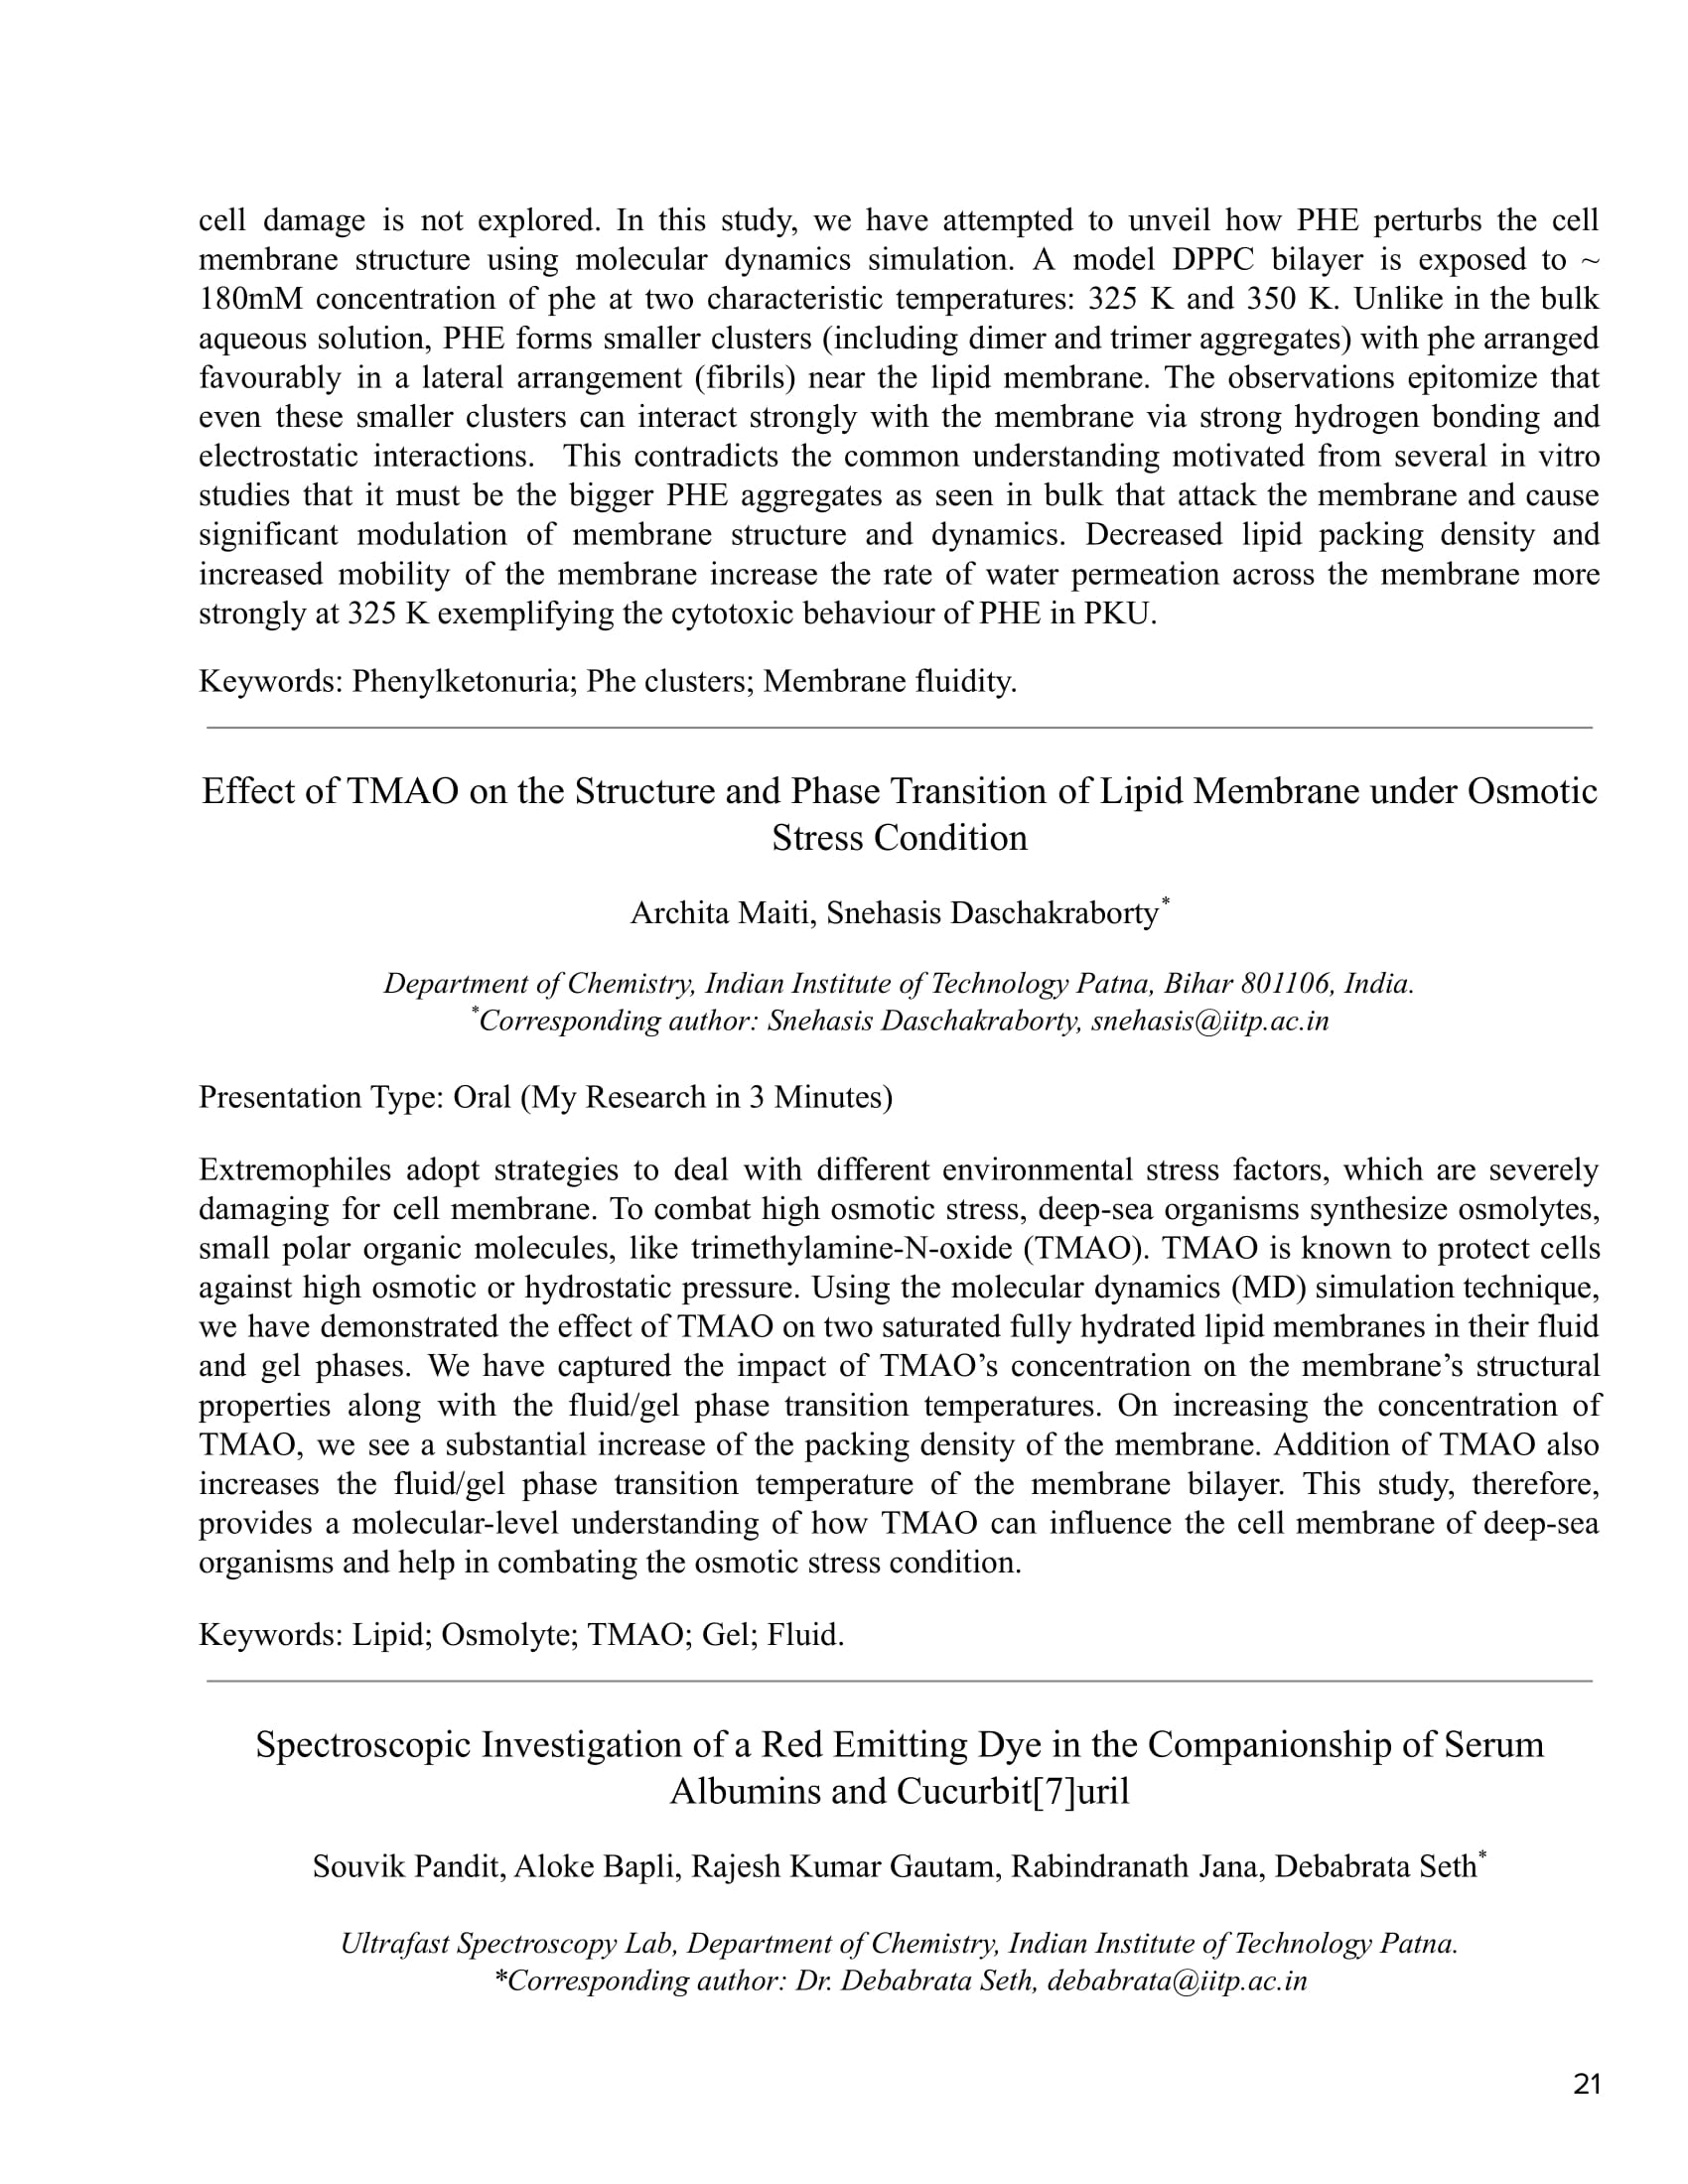 cell damage is not explored. In this study, we have attempted to unveil how PHE perturbs the cell
membrane structure using molecular dynamics simulation. A model DPPC bilayer is exposed to ~
180mM concentration of phe at two characteristic temperatures: 325 K and 350 K. Unlike in the bulk
aqueous solution, PHE forms smaller clusters (including dimer and trimer aggregates) with phe arranged
favourably in a lateral arrangement (fibrils) near the lipid membrane. The observations epitomize that
even these smaller clusters can interact strongly with the membrane via strong hydrogen bonding and
electrostatic interactions. This contradicts the common understanding motivated from several in vitro
studies that it must be the bigger PHE aggregates as seen in bulk that attack the membrane and cause
significant modulation of membrane structure and dynamics. Decreased lipid packing density and
increased mobility of the membrane increase the rate of water permeation across the membrane more
strongly at 325 K exemplifying the cytotoxic behaviour of PHE in PKU.
Keywords: Phenylketonuria; Phe clusters; Membrane fluidity.
Effect of TMAO on the Structure and Phase Transition of Lipid Membrane under Osmotic
Stress Condition
Archita Maiti, Snehasis Daschakraborty*
Department of Chemistry, Indian Institute of Technology Patna, Bihar 801106, India.
*Corresponding author: Snehasis Daschakraborty, snehasis@iitp.ac.in
Presentation Type: Oral (My Research in 3 Minutes)
Extremophiles adopt strategies to deal with different environmental stress factors, which are severely
damaging for cell membrane. To combat high osmotic stress, deep-sea organisms synthesize osmolytes,
small polar organic molecules, like trimethylamine-N-oxide (TMAO). TMAO is known to protect cells
against high osmotic or hydrostatic pressure. Using the molecular dynamics (MD) simulation technique,
we have demonstrated the effect of TMAO on two saturated fully hydrated lipid membranes in their fluid
and gel phases. We have captured the impact of TMAO’s concentration on the membrane’s structural
properties along with the fluid/gel phase transition temperatures. On increasing the concentration of
TMAO, we see a substantial increase of the packing density of the membrane. Addition of TMAO also
increases the fluid/gel phase transition temperature of the membrane bilayer. This study, therefore,
provides a molecular-level understanding of how TMAO can influence the cell membrane of deep-sea
organisms and help in combating the osmotic stress condition.
Keywords: Lipid; Osmolyte; TMAO; Gel; Fluid.
Spectroscopic Investigation of a Red Emitting Dye in the Companionship of Serum
Albumins and Cucurbit[7]uril
Souvik Pandit, Aloke Bapli, Rajesh Kumar Gautam, Rabindranath Jana, Debabrata Seth*
Ultrafast Spectroscopy Lab, Department of Chemistry, Indian Institute of Technology Patna.
*Corresponding author: Dr. Debabrata Seth, debabrata@iitp.ac.in
21